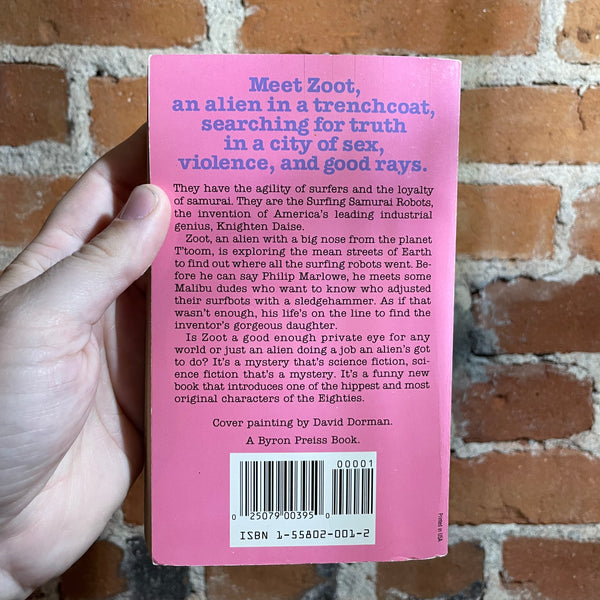 Meet Zoot,
an alien in a trenchcoat,
searching for truth
in a city of sex,
violence, and good rays.
They have the agility of surfers and the loyalty
of samurai. They are the Surfing Samurai Robots,
the invention of America's leading industrial
genius, Knighten Daise.
Zoot, an alien with a big nose from the planet
T'toom, is exploring the mean streets of Earth
to find out where all the surfing robots went. Be-
fore he can say Philip Marlowe, he meets some
Malibu dudes who want to know who adjusted
their surfbots with a sledgehammer. As if that
wasn't enough, his life's on the line to find the
inventor's gorgeous daughter.
Is Zoot a good enough private eye for any
world or just an alien doing a job an alien's got
to do? It's a mystery that's science fiction, sci-
ence fiction that's a mystery. It's a funny new
book that introduces one of the hippest and most
original characters of the Eighties.
Cover painting by David Dorman.
A Byron Preiss Book.
00001
0 25079 00395 0
ISBN 1-55802-001-2
Printed in USA